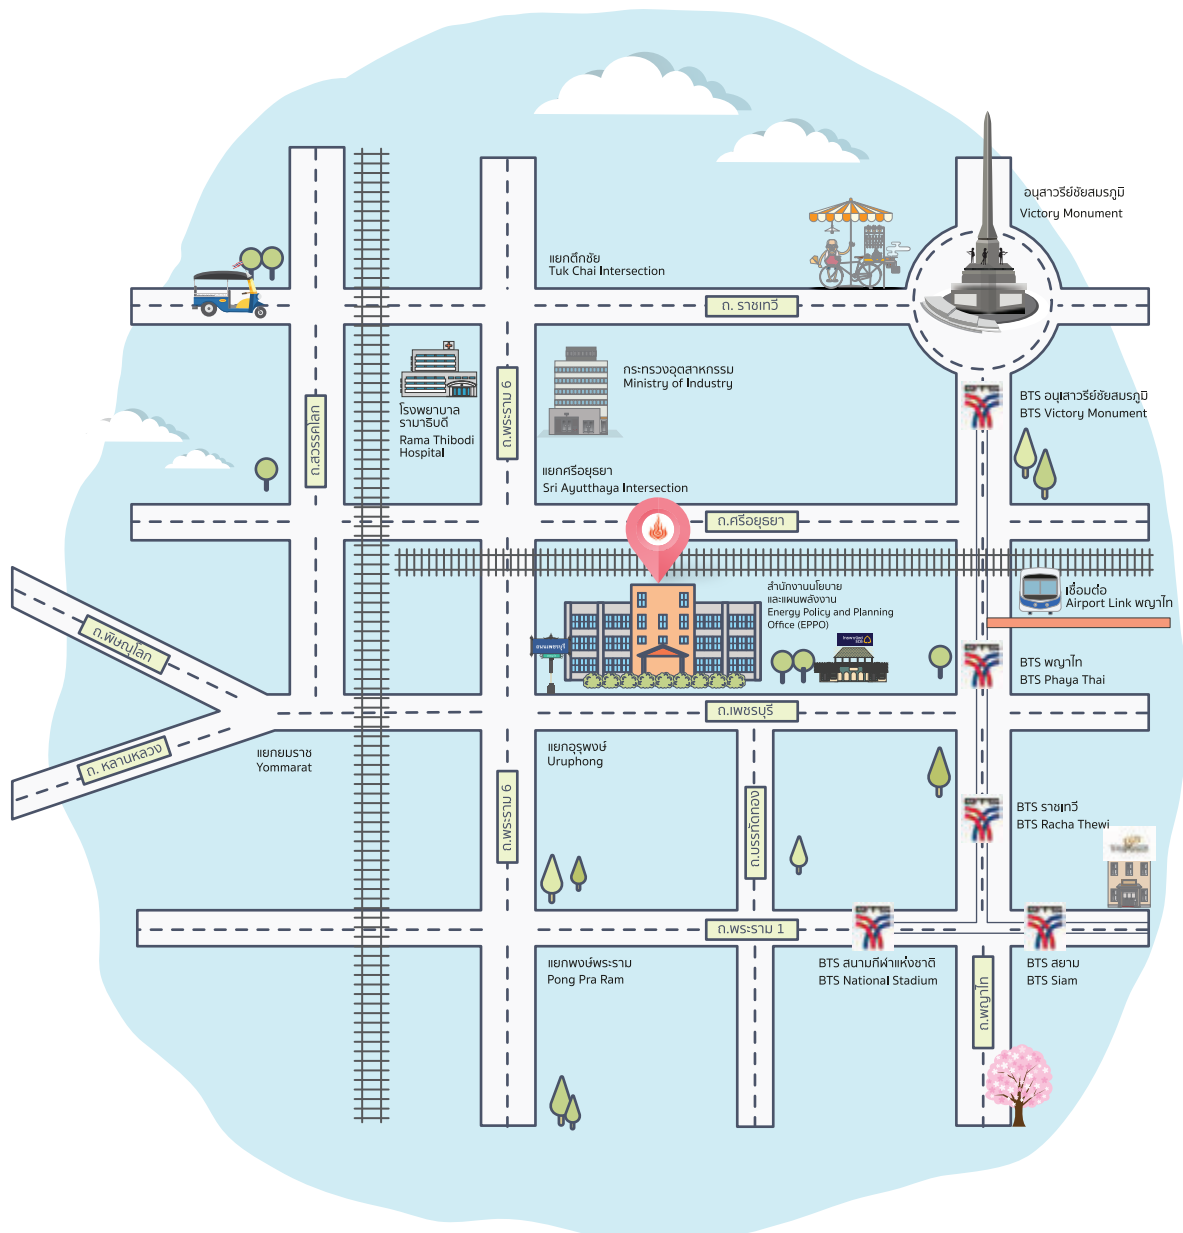 อนุสาวรีย์ชัยสมรภูมิ
Victory Monument
แยกตึกชัย
Tuk Chai Intersection
ถ. ราชเทวี
กระทรวงอุตสาหกรรม
Ministry of Industry
โรงพยาบาล
รามาธิบดี
Rama Thibodi
Hospital
ถ.พระราม 6
ถ.สวรรคโลก
BTS อนุเสาวรีย์ชัยสมรภูมิ
BTS Victory Monument
แยกศรีอยุธยา
Sri Ayutthaya Intersection
ถ.ศรีอยุธยา
สำนักงานนโยบาย
และแผนพลังงาน
Energy Policy and Planning
Office (EPPO)
เชื่อมต่อ
Airport Link พญาไท
ถนนเพชรบุรี
BTS พญาไท
BTS Phaya Thai
ถ.พิษณุโลก
ถ.เพชรบุรี
ถ. หลานหลวง
แยกยมราช
Yommarat
แยกอุรุพงษ์
Uruphong
ถ.พระราม 6
ถ.บรรทัดทอง
BTS ราชเทวี
BTS Racha Thewi
ถ.พระราม 1
แยกพงษ์พระราม
Pong Pra Ram
BTS สนามกีฬาแห่งชาติ
BTS National Stadium
BTS สยาม
BTS Siam
ถ.พญาไท